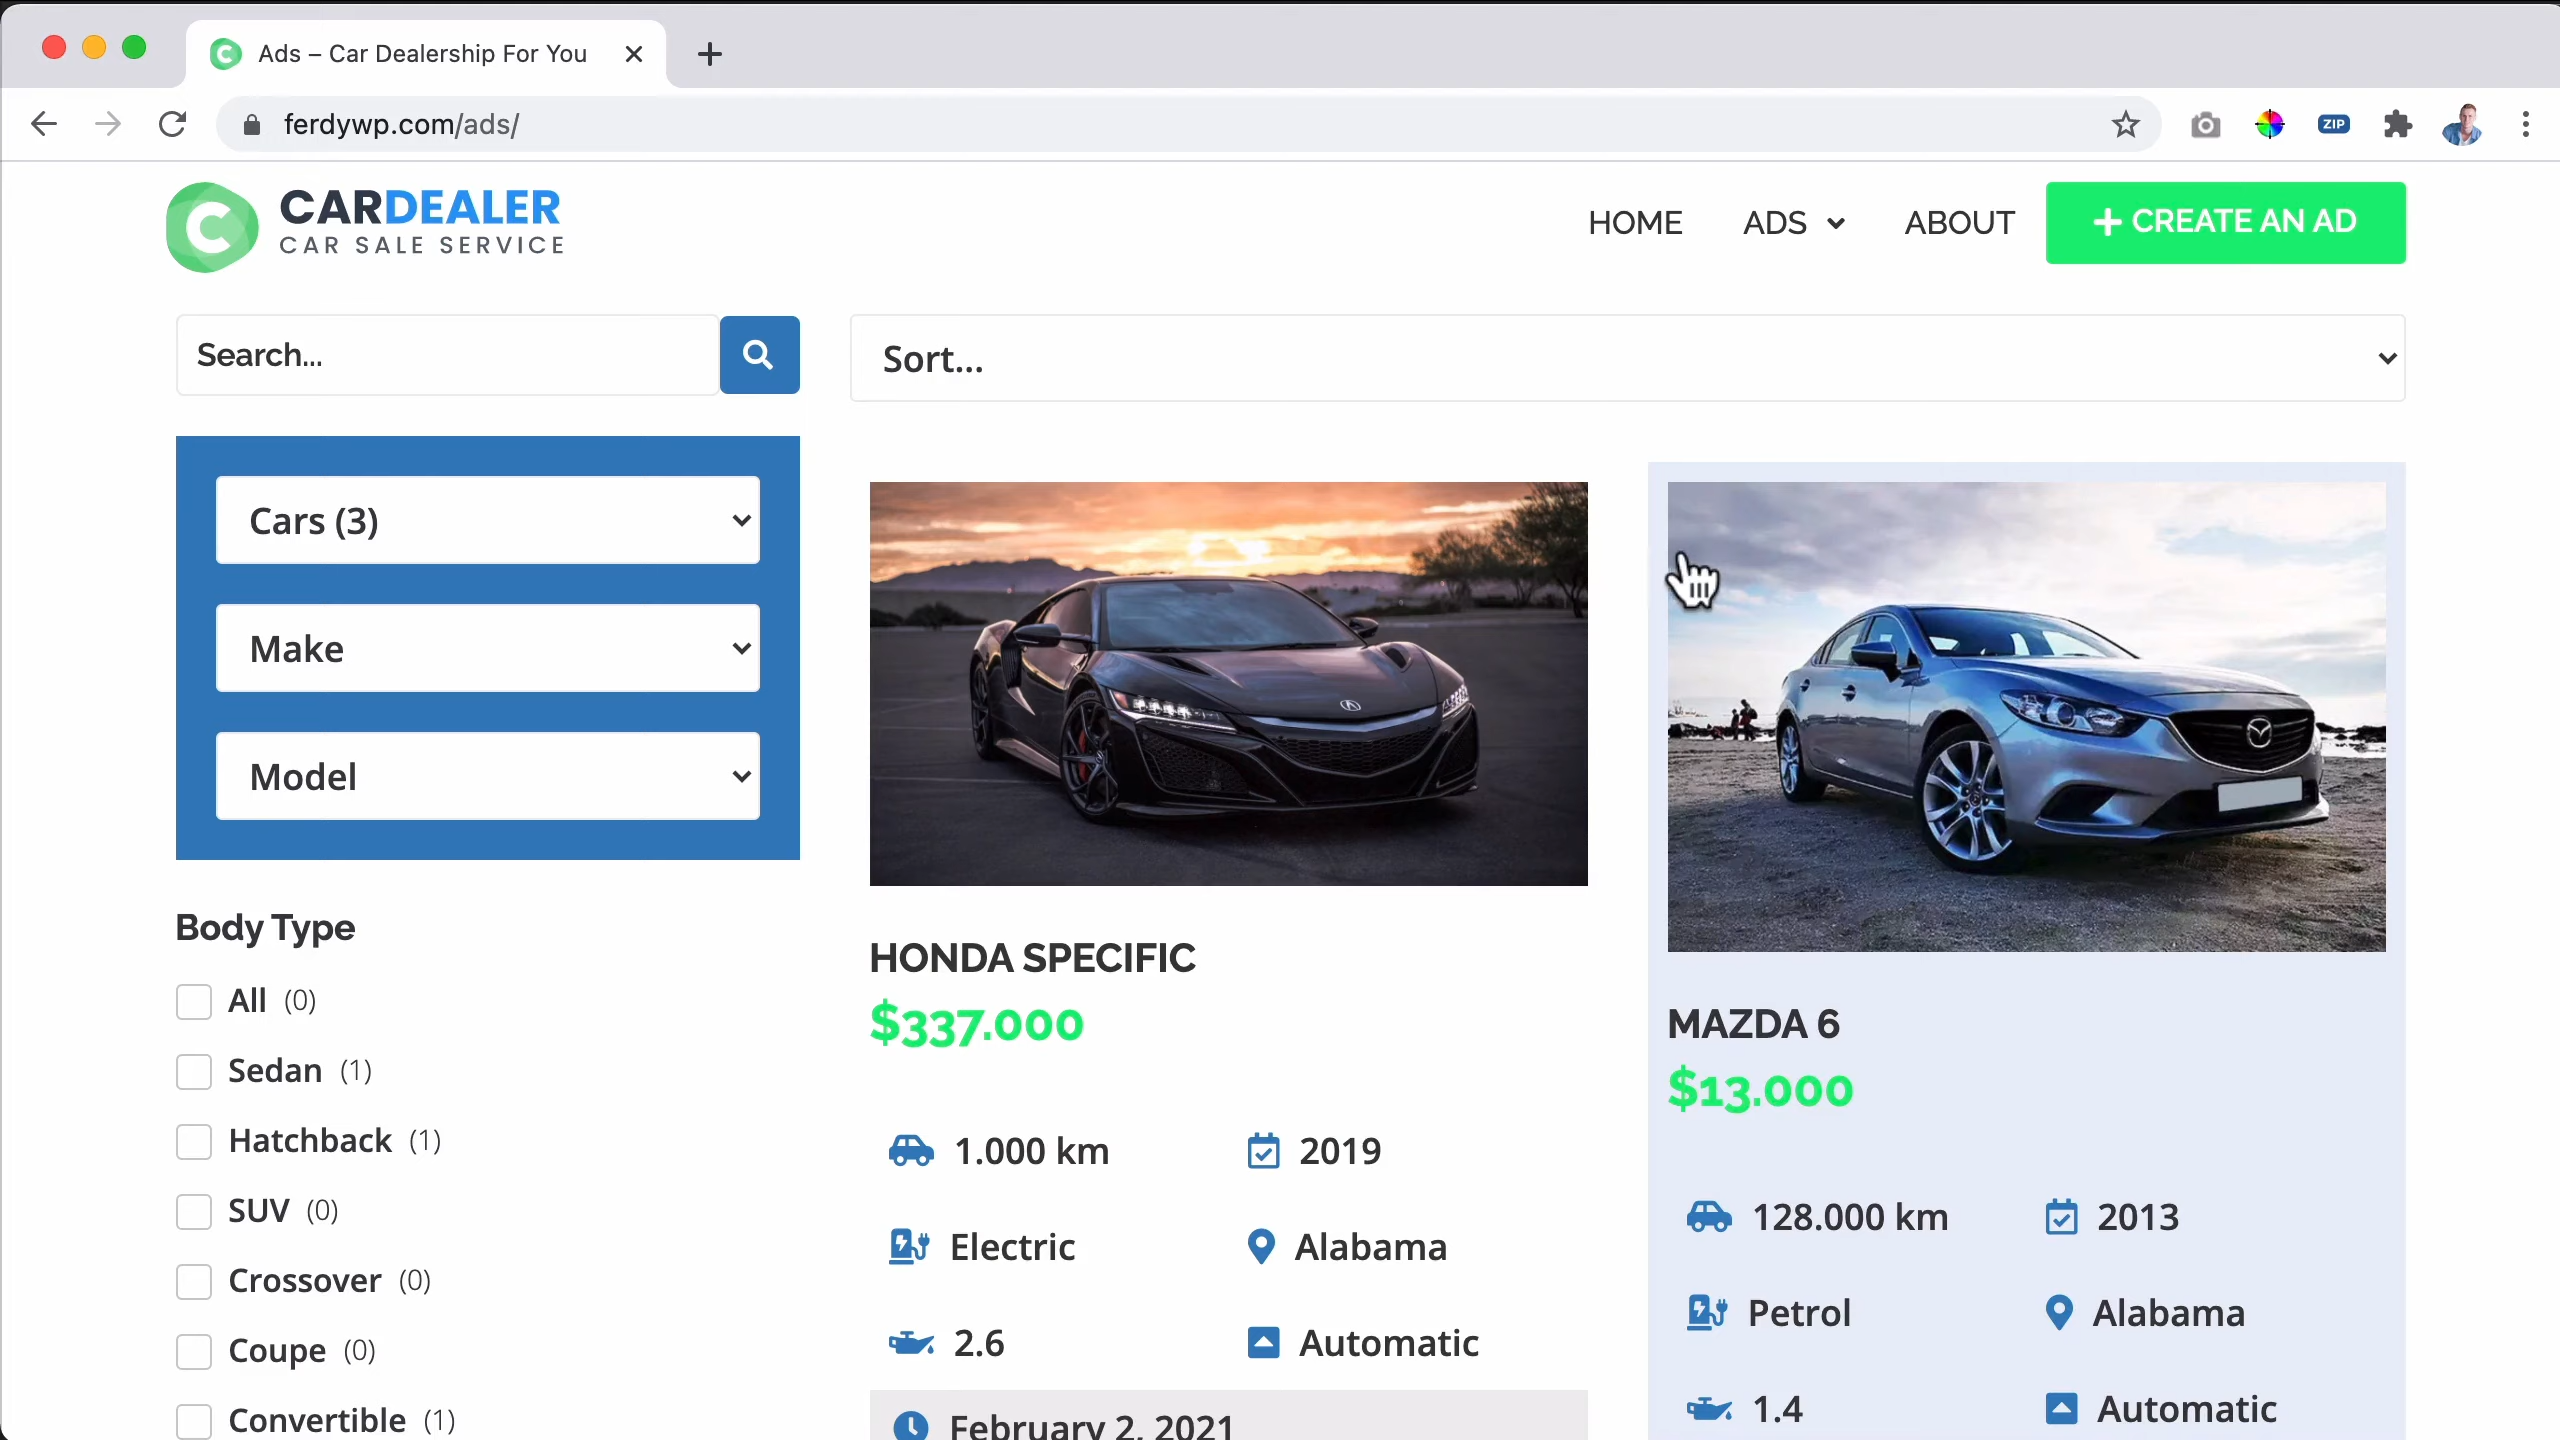 Ads – Car Dealership For You
ferdywp.com/ads/
ZIP
C CARDEALER
CAR SALE SERVICE
HOME ADS ABOUT + CREATE AN AD
Search...
Sort...
Cars (3)
Make
Model
Body Type
All (0)
Sedan (1)
Hatchback (1)
SUV (0)
Crossover (0)
Coupe (0)
Convertible (1)
HONDA SPECIFIC
$337.000
1.000 km 2019
Electric Alabama
2.6 Automatic
February 2, 2021
MAZDA 6
$13.000
128.000 km 2013
Petrol Alabama
1.4 Automatic